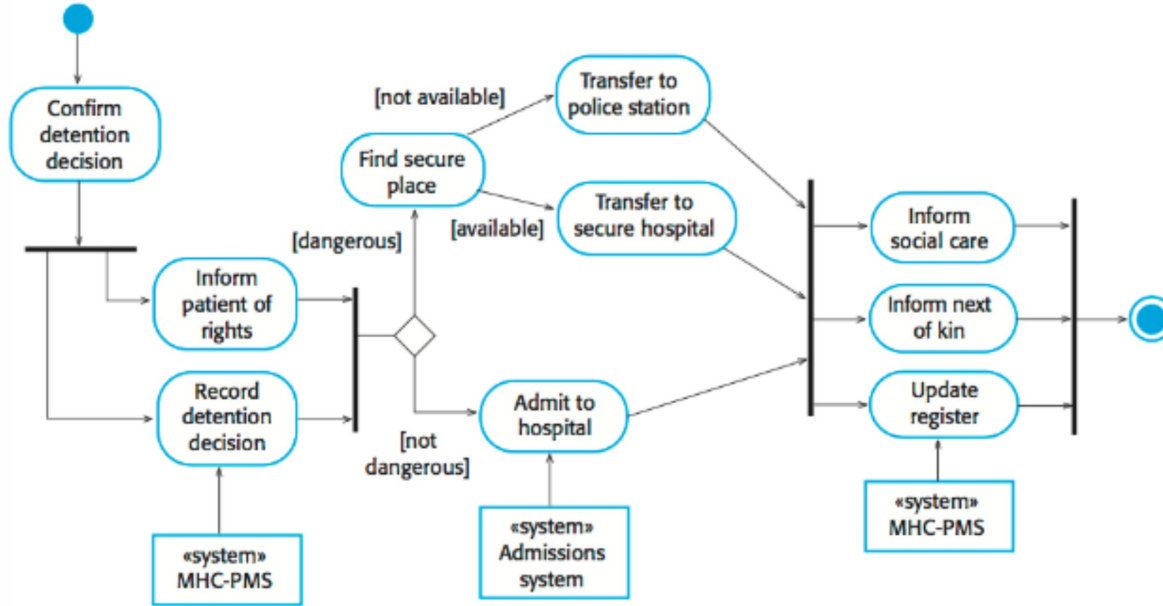 Confirm
detention
decision
Inform
patient of
rights
Record
detention
decision
«system»
MHC-PMS
[dangerous]
[not
dangerous]
Find secure
place
[not available]
[available]
Transfer to
police station
Transfer to
secure hospital
Admit to
hospital
«system»
Admissions
system
Inform
social care
Inform next
of kin
Update
register
«system»
MHC-PMS